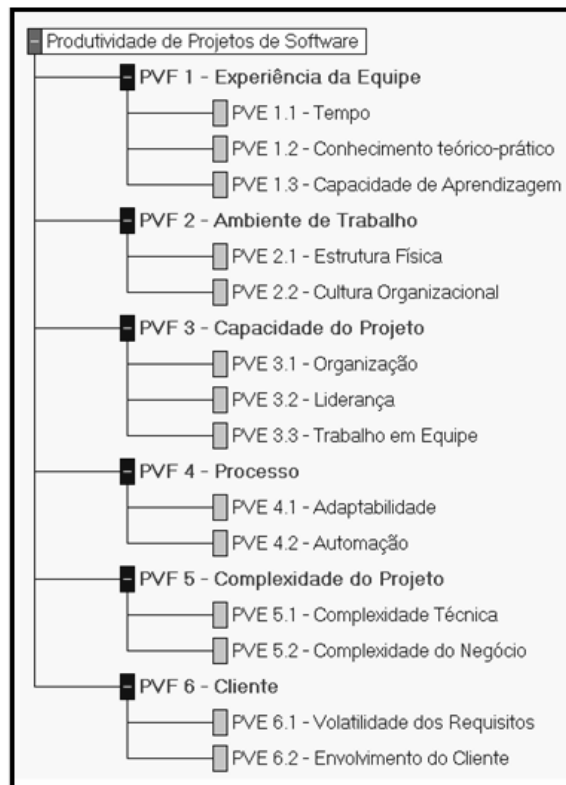 Produtividade de Projetos de Software
PVF 1 - Experiência da Equipe
PVE 1.1 - Tempo
PVE 1.2 - Conhecimento teórico-prático
PVE 1.3 - Capacidade de Aprendizagem
PVF 2 - Ambiente de Trabalho
PVE 2.1 - Estrutura Física
PVE 2.2 - Cultura Organizacional
PVF 3 - Capacidade do Projeto
PVE 3.1 - Organização
PVE 3.2 - Liderança
PVE 3.3 - Trabalho em Equipe
PVF 4 - Processo
PVE 4.1 - Adaptabilidade
PVE 4.2 - Automação
PVF 5 - Complexidade do Projeto
PVE 5.1 - Complexidade Técnica
PVE 5.2 - Complexidade do Negócio
PVF 6 - Cliente
PVE 6.1 - Volatilidade dos Requisitos
PVE 6.2 - Envolvimento do Cliente